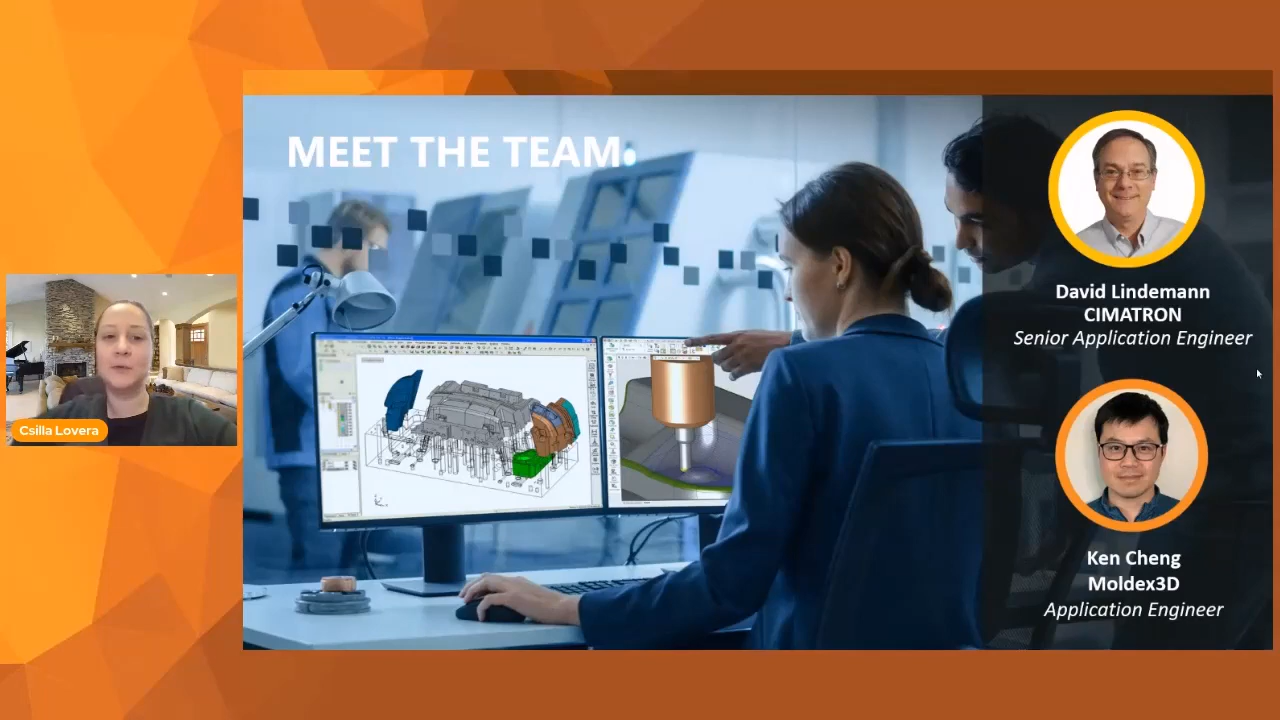 MEET THE TEAM
David Lindemann
CIMATRON
Senior Application Engineer
Csilla Lovera
Ken Cheng
Moldex3D
Application Engineer